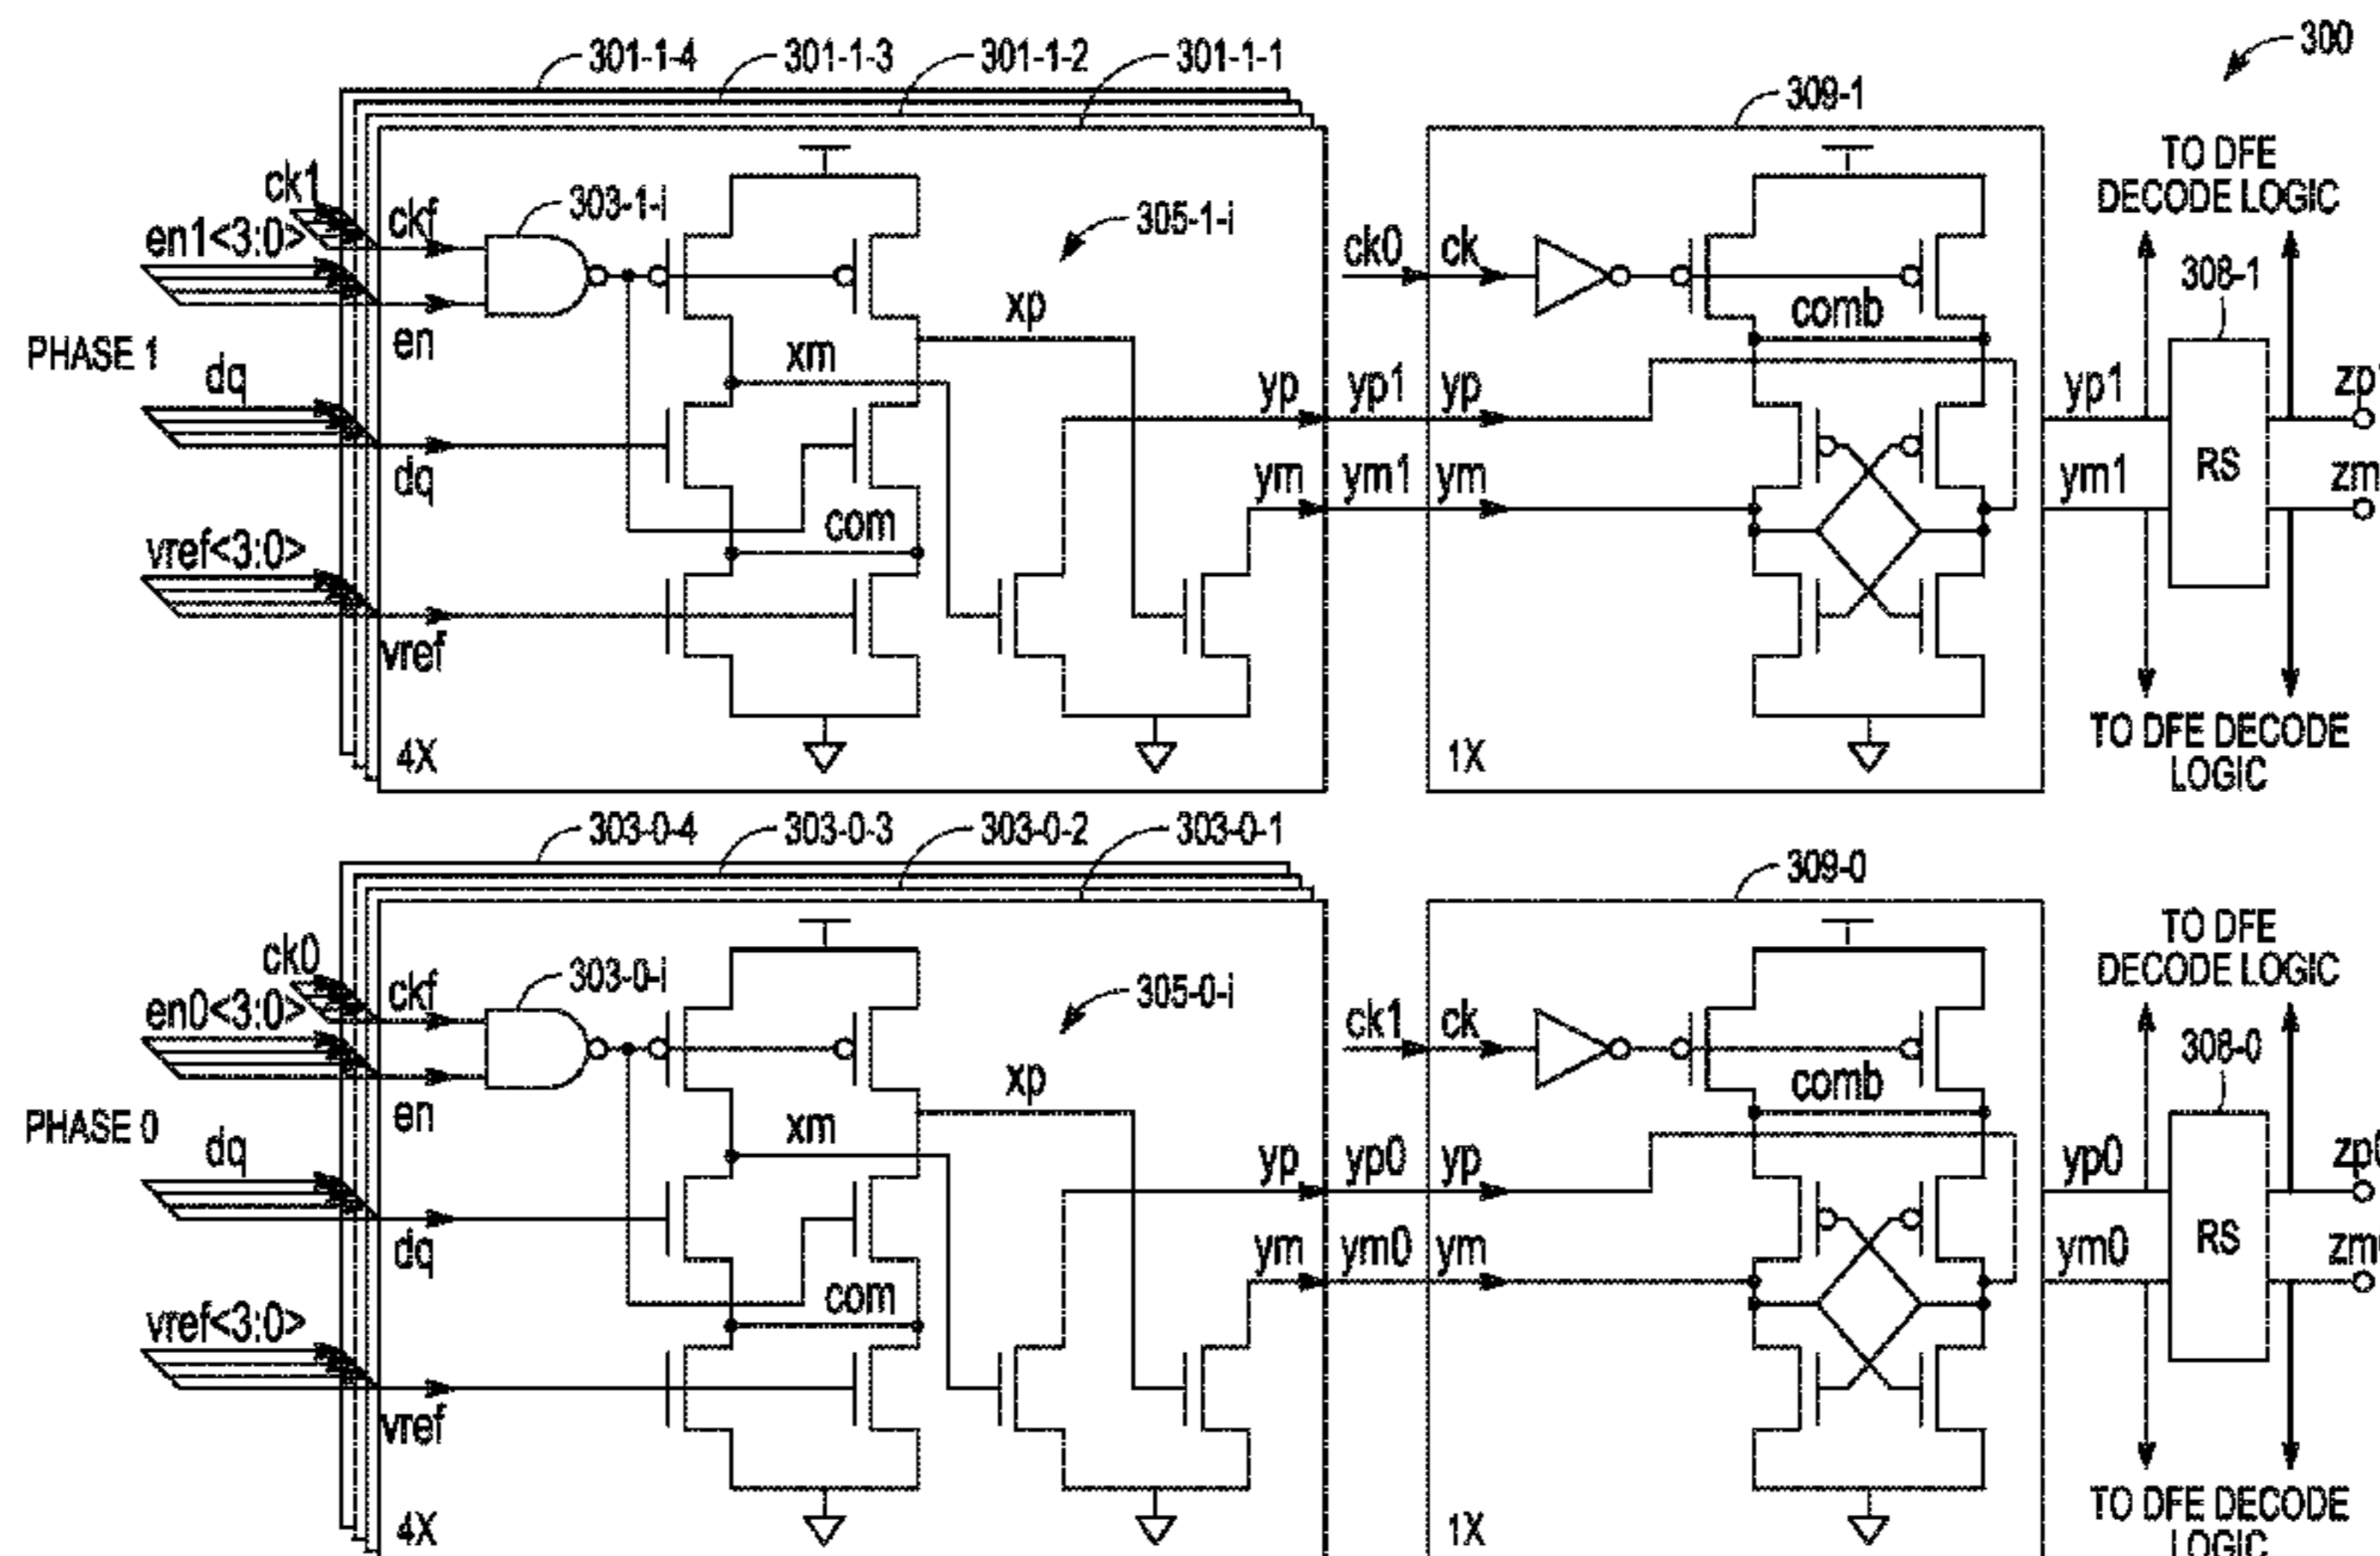 300
301-1-4
301-1-3
301-1-2
301-1-1
309-1
TO DFE
DECODE LOGIC
ck1
ckf
303-1-i
305-1-i
en1<3:0>
en
ck0
ck
comb
308-1
PHASE 1
xp
xm
dq
dq
yp
yp1
yp
yp1
zp
RS
ym
ym1
ym
ym1
zm
com
vref<3:0>
vref
4X
1X
TO DFE DECODE
LOGIC
303-0-4
303-0-3
303-0-2
303-0-1
309-0
TO DFE
DECODE LOGIC
ck0
ckf
303-0-i
305-0-i
en0<3:0>
en
ck1
ck
comb
308-0
PHASE 0
xp
xm
dq
dq
yp
yp0
yp
yp0
zp0
RS
ym
ym0
ym
ym0
zm
com
vref<3:0>
vref
4X
1X
TO DFE DECODE
LOGIC